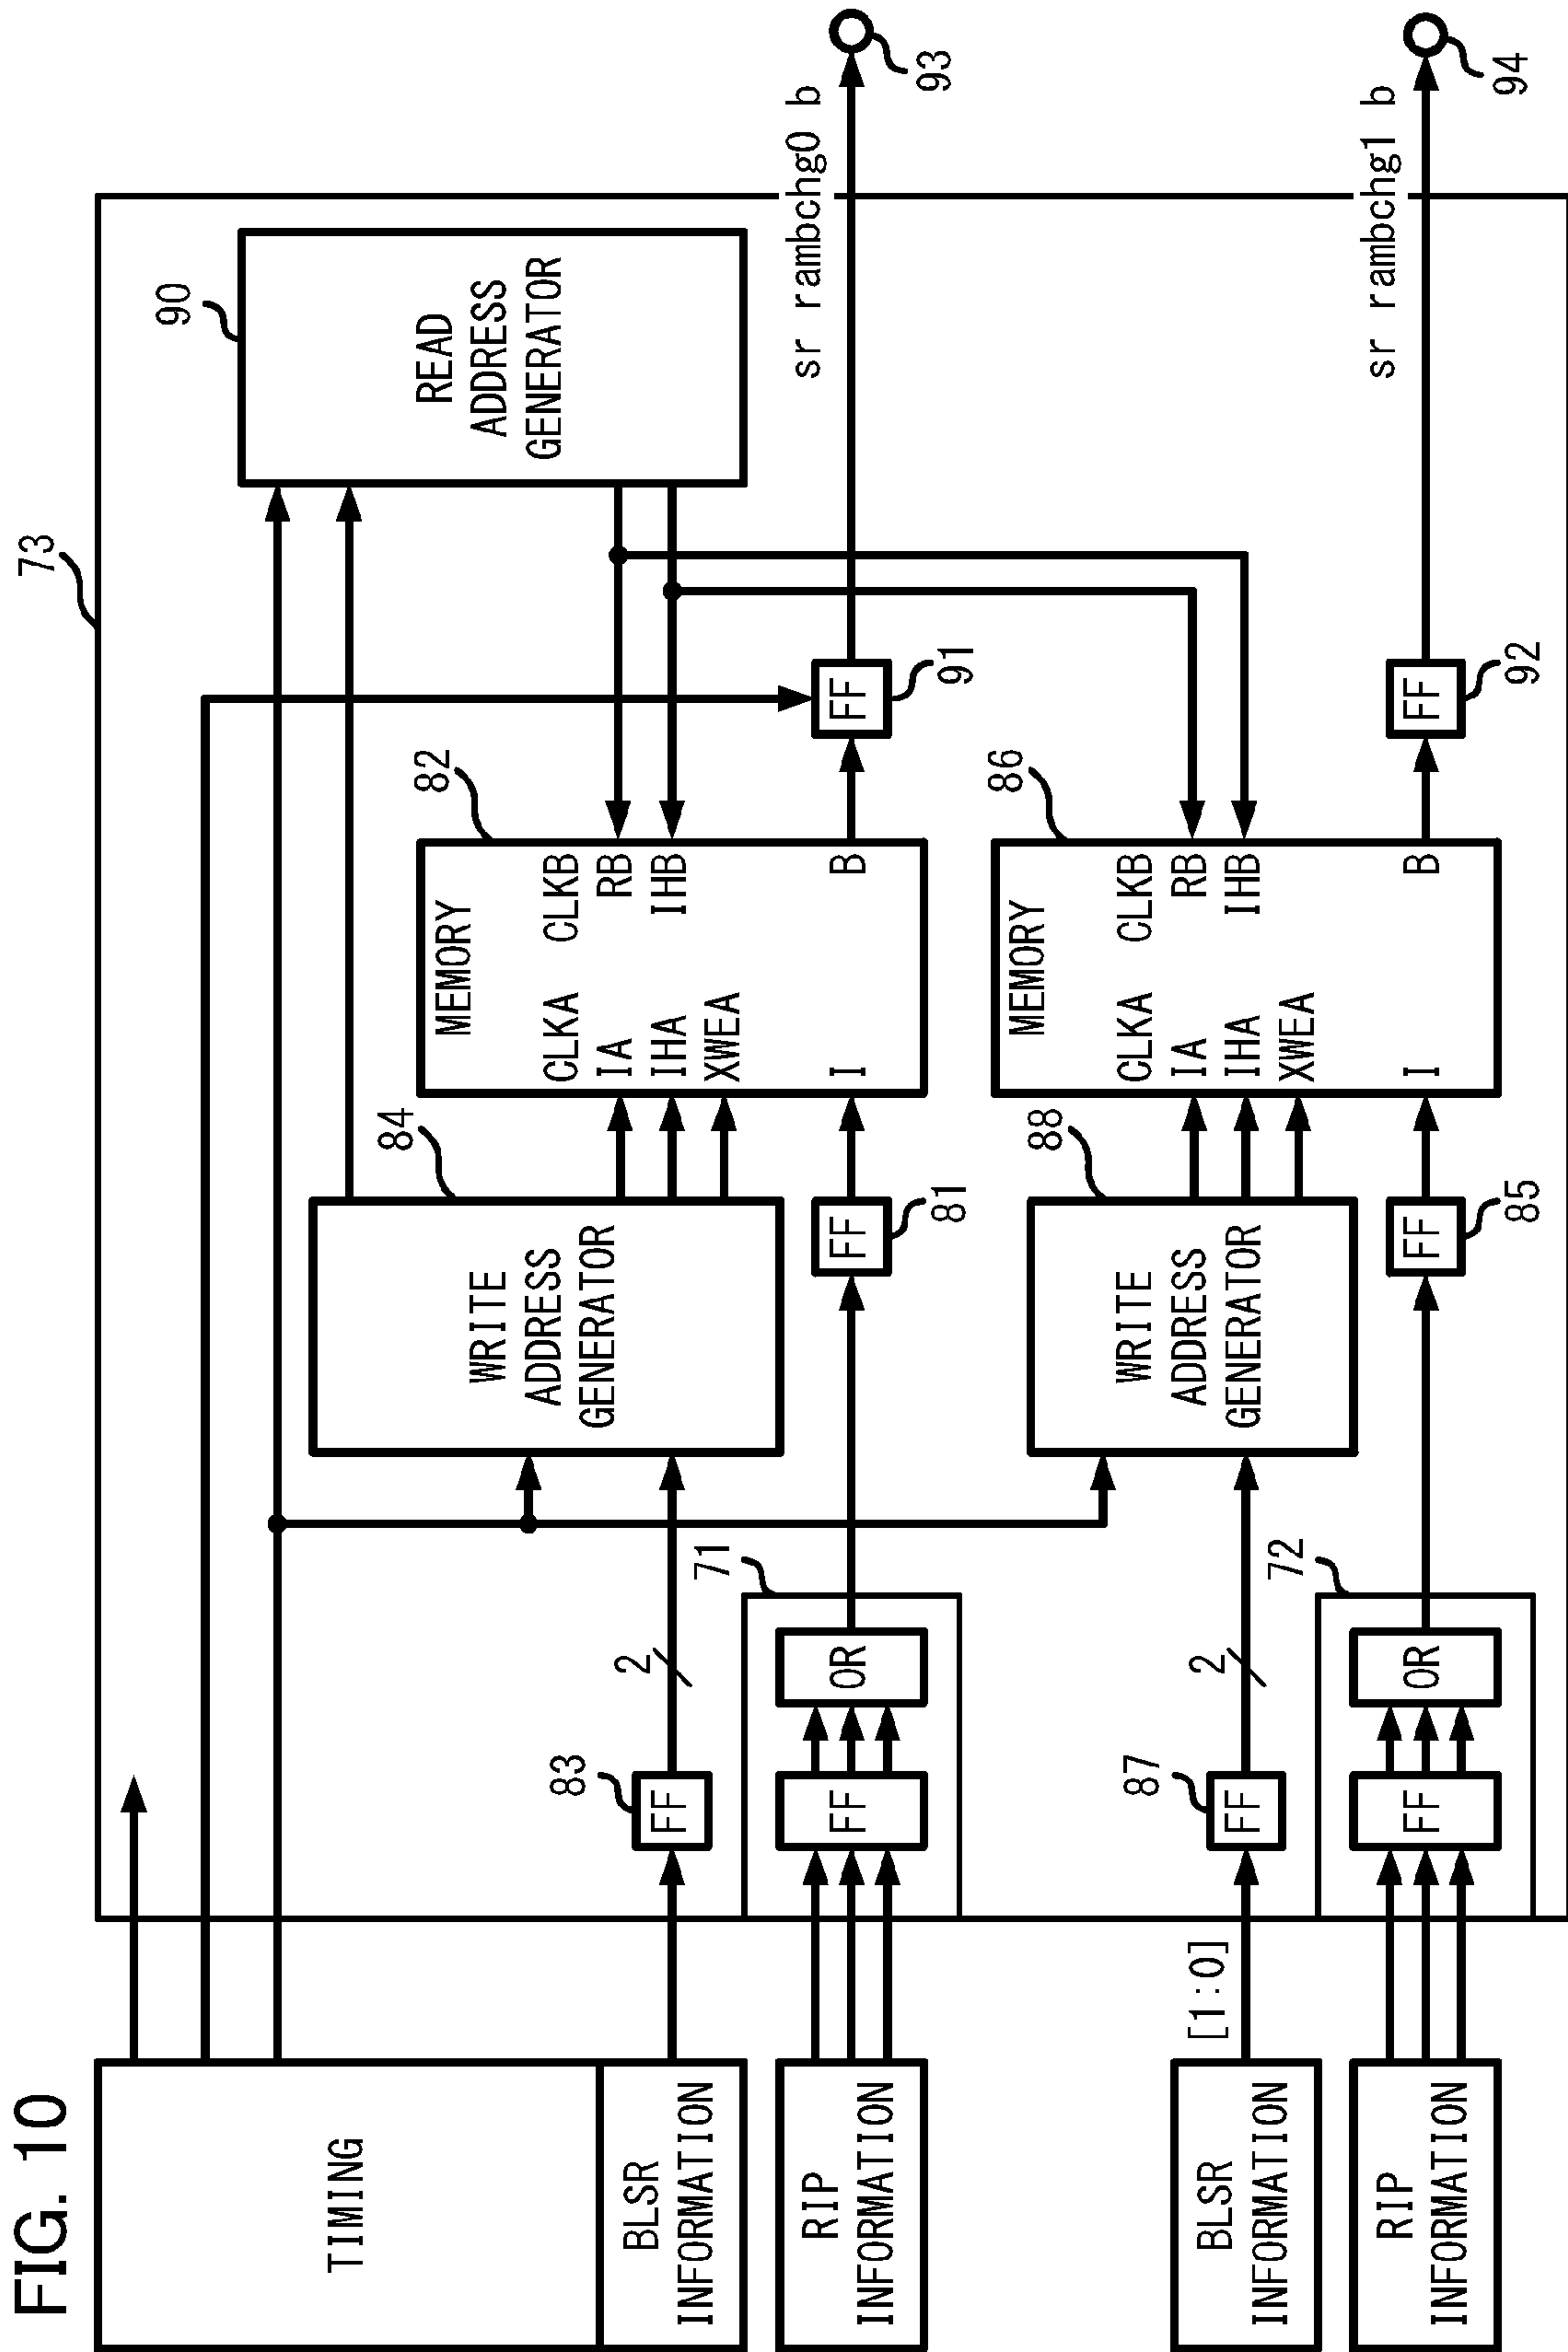 FIG. 10
TIMING
BLSR
INFORMATION
RIP
INFORMATION
BLSR
INFORMATION
[1:0]
RIP
INFORMATION
73
83
FF
2
71
FF
OR
87
FF
2
72
FF
OR
84
WRITE
ADDRESS
GENERATOR
FF
81
88
WRITE
ADDRESS
GENERATOR
FF
85
82
MEMORY
CLKA CLKB
IA RB
IHA IHB
XWEA
I B
86
MEMORY
CLKA CLKB
IA RB
IHA IHB
XWEA
I B
90
READ
ADDRESS
GENERATOR
FF
91
FF
92
sr rambchg0 b
93
sr rambchg1 b
94